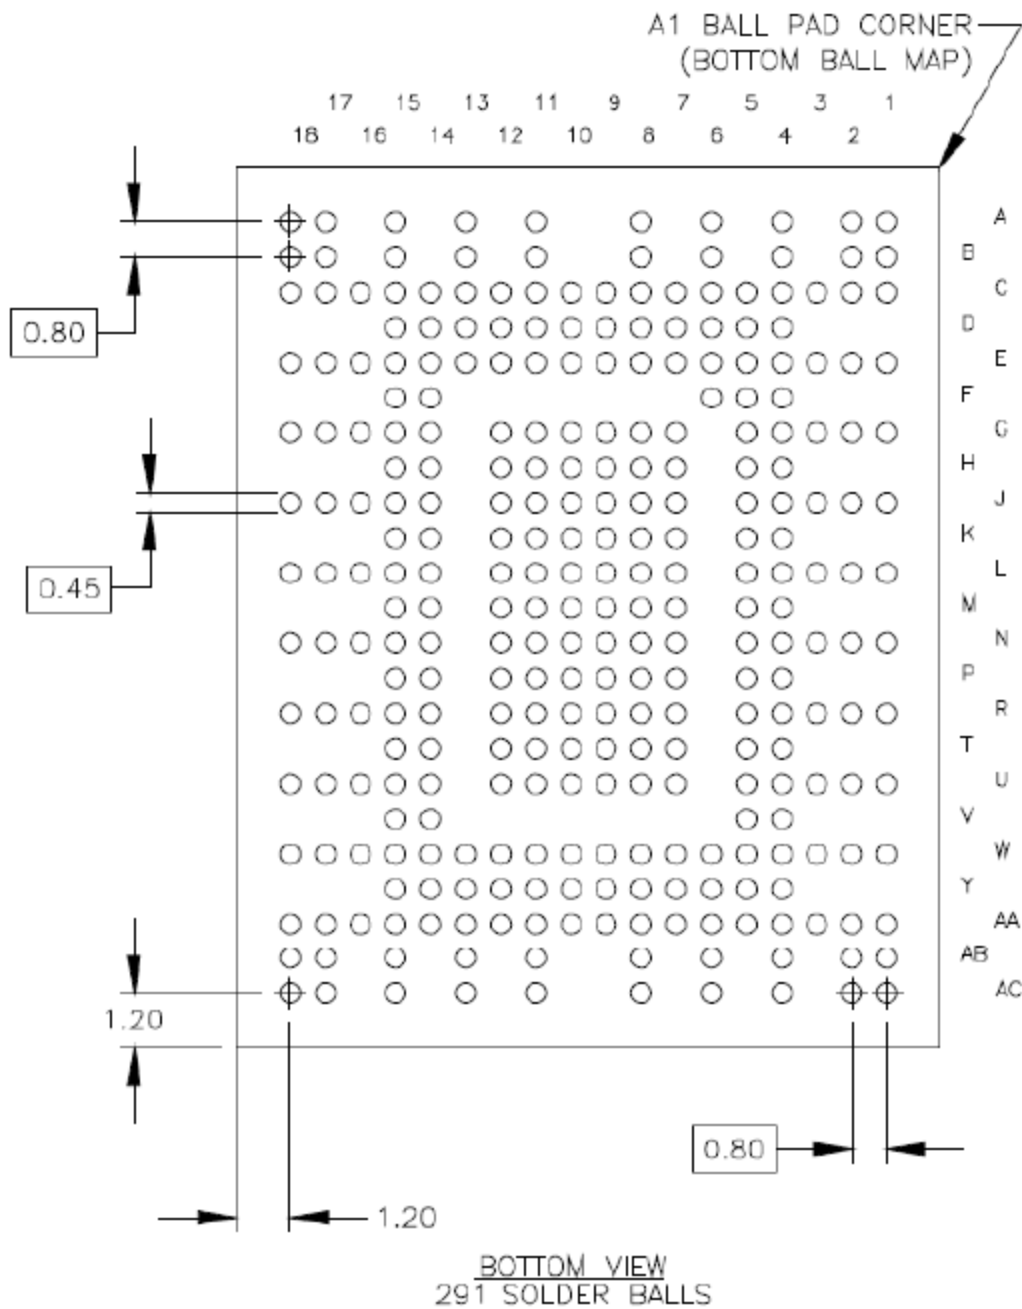 A1 BALL PAD CORNER
(BOTTOM BALL MAP)
17 15 13 11 9 7 5 3 1
18 16 14 12 10 8 6 4 2
A
B
C
D
0.80
E
F
G
H
J
K
L
0.45
M
N
P
R
T
U
V
W
Y
AA
AB
AC
1.20
0.80
1.20
BOTTOM VIEW
291 SOLDER BALLS